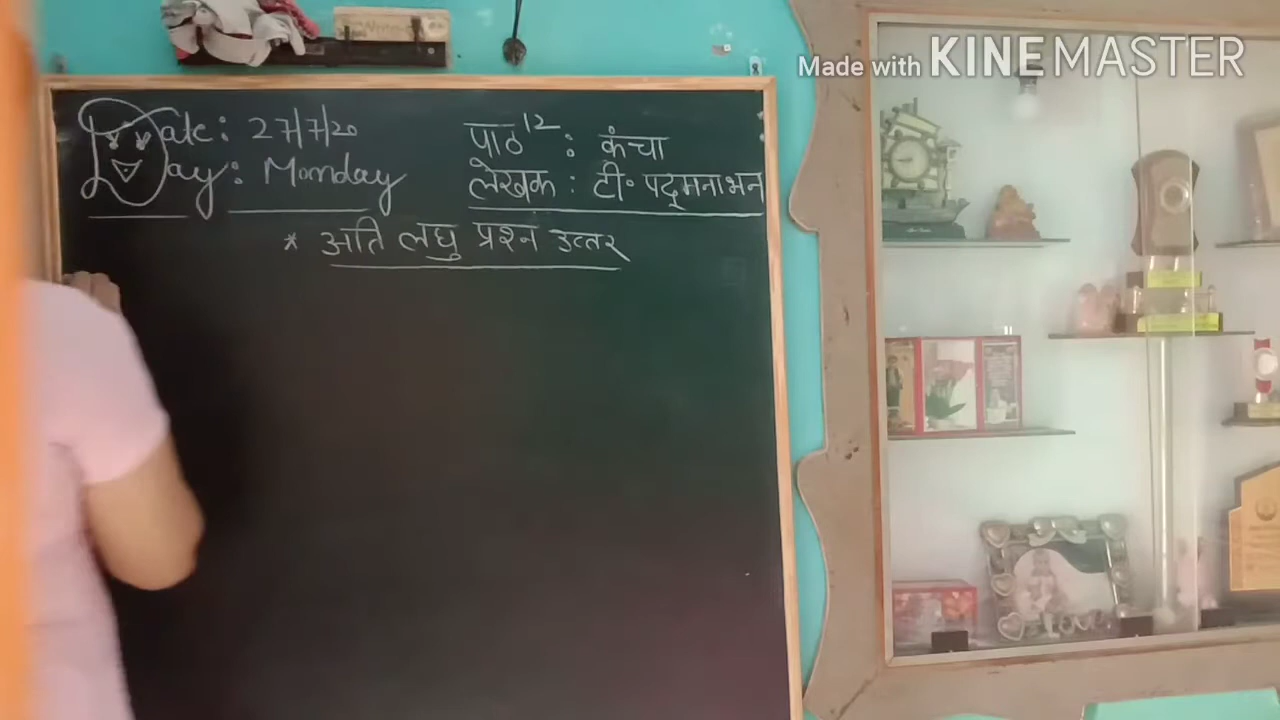 Made with KINEMASTER
Date: 27/7/20
Day: Monday
पाठ 12 : कंचा
लेखक : टी॰ पद्मनाभन
* अति लघु प्रश्न उत्तर